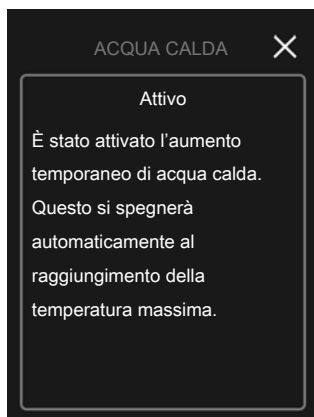 ACQUA CALDA
Attivo
È stato attivato l’aumento
temporaneo di acqua calda.
Questo si spegnerà
automaticamente al
raggiungimento della
temperatura massima.